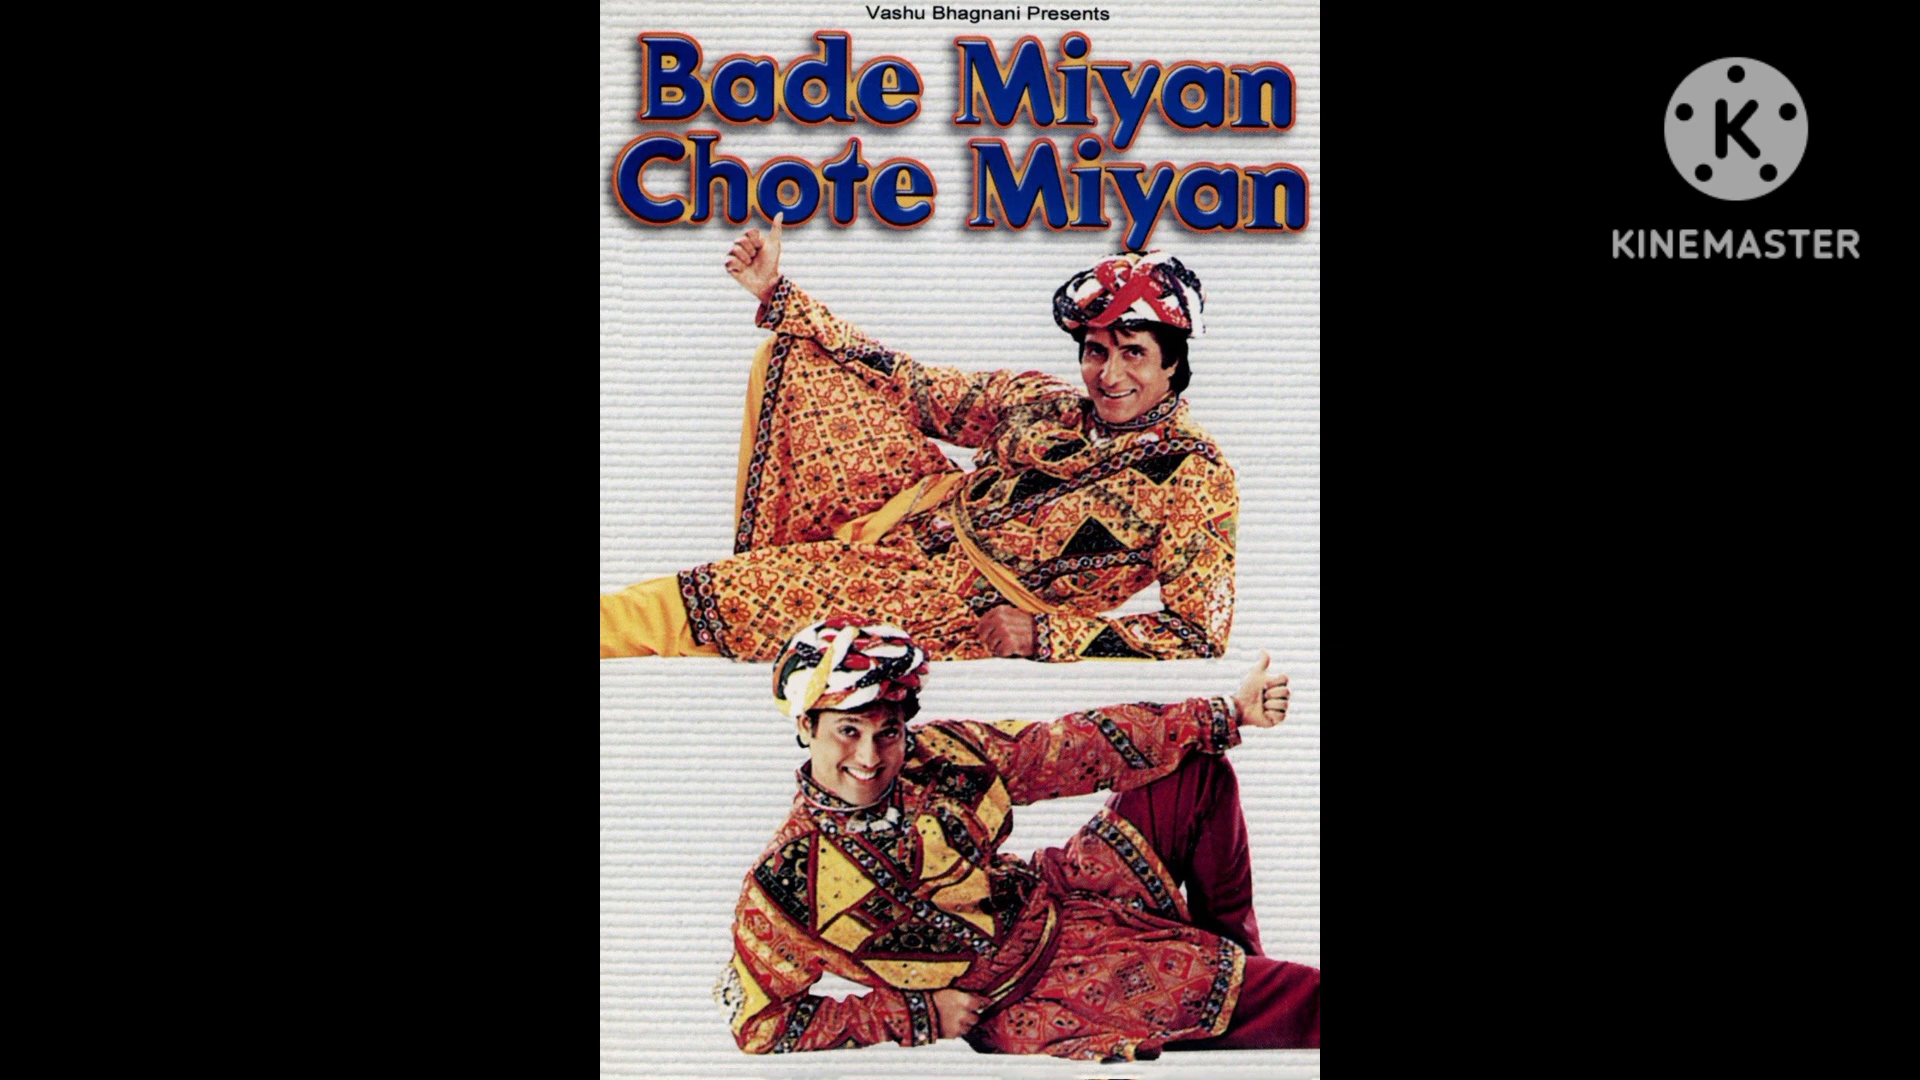 Vashu Bhagnani Presents
Bade Miyan
Chote Miyan
K
KINEMASTER